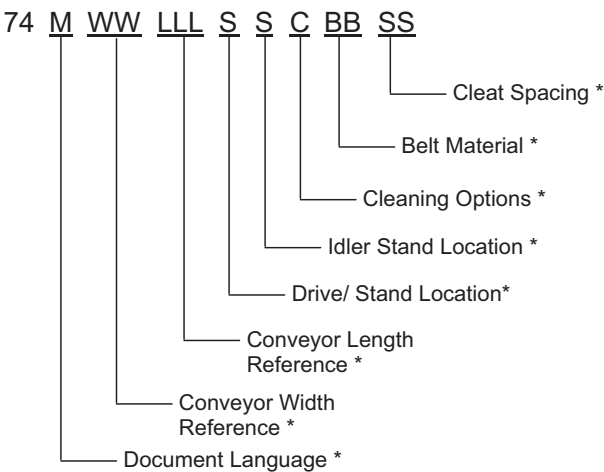 74 M WW LLL S S C BB SS
Cleat Spacing *
Belt Material *
Cleaning Options *
Idler Stand Location *
Drive/ Stand Location*
Conveyor Length
Reference *
Conveyor Width
Reference *
Document Language *